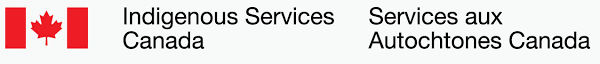 Indigenous Services
Canada
Services aux
Autochtones Canada